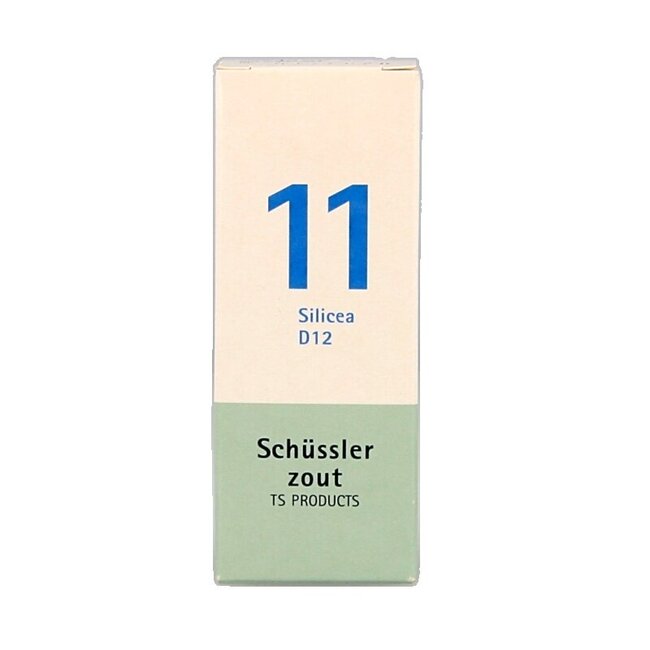 11
Silicea
D12
Schüssler
zout
TS PRODUCTS